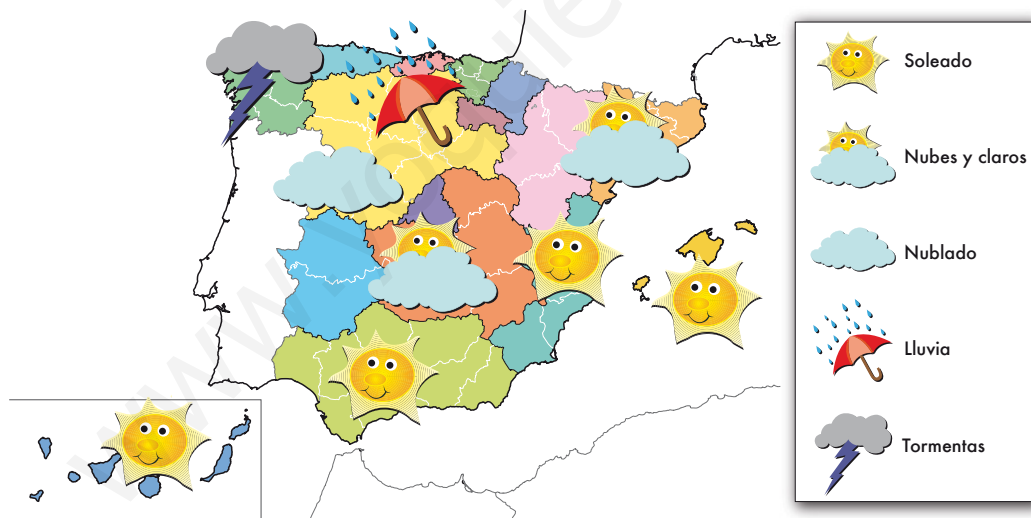 Soleado
Nubes y claros
Nublado
Lluvia
Tormentas